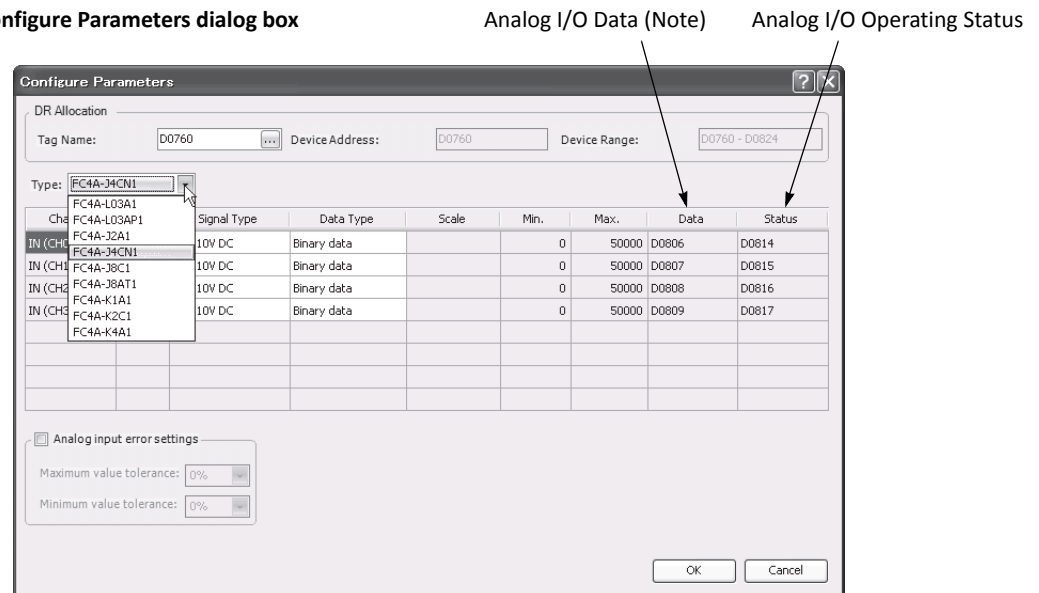 Configure Parameters dialog box
Analog I/O Data (Note) Analog I/O Operating Status
Configure Parameters
DR Allocation
Tag Name: D0760 ... Device Address: D0760 Device Range: D0760 - D0824
Type: FC4A-J4CN1
FC4A-L03A1
FC4A-L03AP1
FC4A-J2A1
FC4A-J4CN1
FC4A-J8C1
FC4A-J8AT1
FC4A-K1A1
FC4A-K2C1
FC4A-K4A1
Cha Signal Type Data Type Scale Min. Max. Data Status
IN (CH0 10V DC Binary data 0 50000 D0806 D0814
IN (CH1 10V DC Binary data 0 50000 D0807 D0815
IN (CH2 10V DC Binary data 0 50000 D0808 D0816
IN (CH3 10V DC Binary data 0 50000 D0809 D0817
Analog input error settings
Maximum value tolerance: 0%
Minimum value tolerance: 0%
OK Cancel